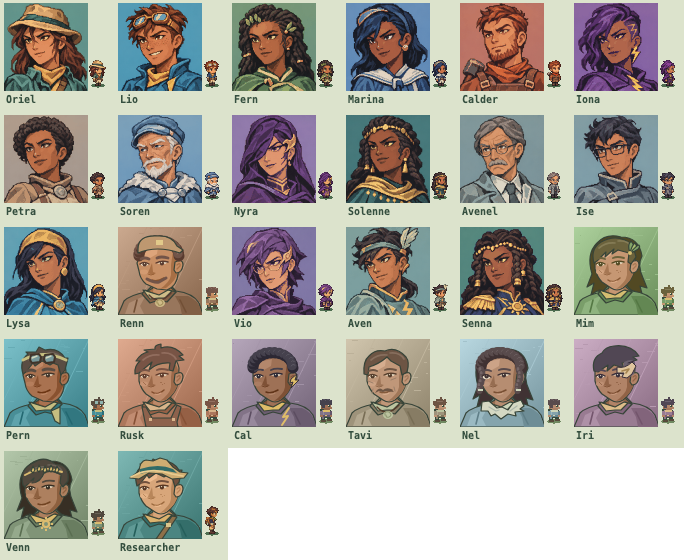 Oriel
Lio
Fern
Marina
Calder
Iona
Petra
Soren
Nyra
Solenne
Avenel
Ise
Lysa
Renn
Vio
Aven
Senna
Mim
Pern
Rusk
Cal
Tavi
Nel
Iri
Venn
Researcher